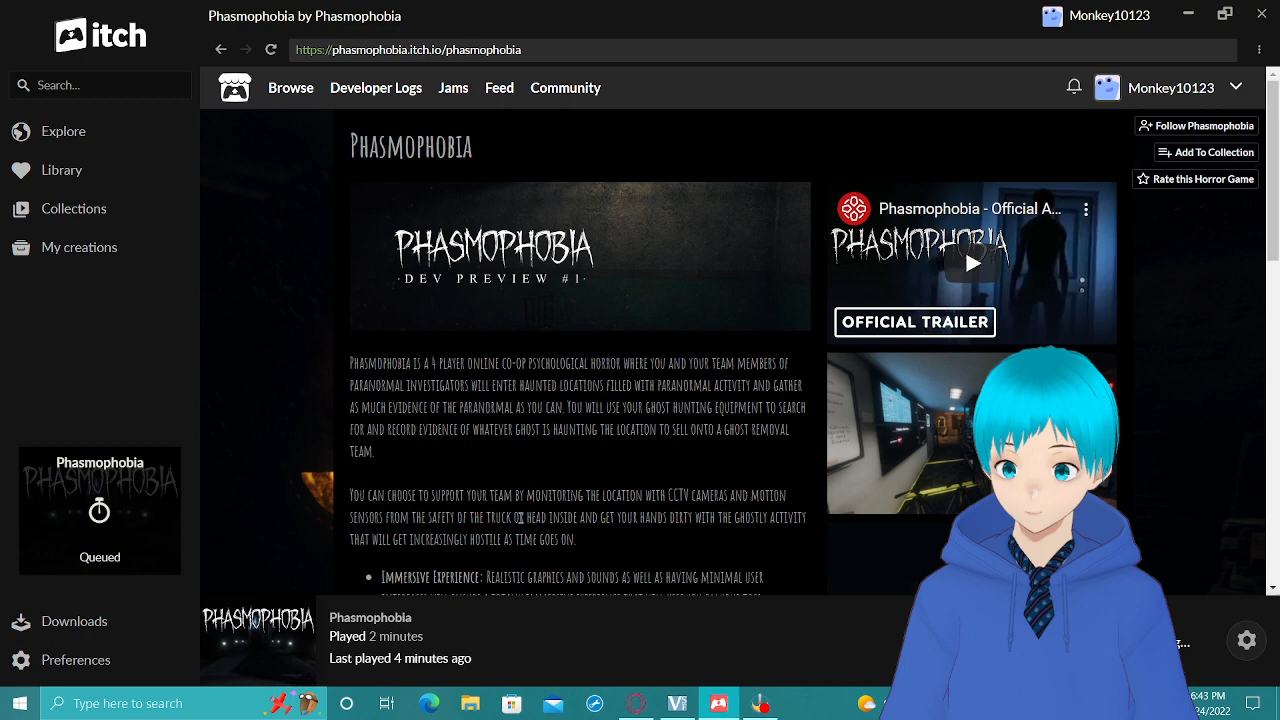 itch
Phasmophobia by Phasmophobia
Monkey10123
https://phasmophobia.itch.io/phasmophobia
Search...
Browse
Developer Logs
Jams
Feed
Community
Monkey10123
Explore
Library
Collections
My creations
Phasmophobia
Follow Phasmophobia
Add To Collection
Rate this Horror Game
PHASMOPHOBIA
·DEV PREVIEW #1·
Phasmophobia - Official A...
PHASMOPHOBIA
OFFICIAL TRAILER
Phasmophobia is a 4 player online co-op psychological horror where you and your team members of
paranormal investigators will enter haunted locations filled with paranormal activity and gather
as much evidence of the paranormal as you can. You will use your ghost hunting equipment to search
for and record evidence of whatever ghost is haunting the location to sell onto a ghost removal
team.
You can choose to support your team by monitoring the location with CCTV cameras and motion
sensors from the safety of the truck or head inside and get your hands dirty with the ghostly activity
that will get increasingly hostile as time goes on.
Immersive Experience: Realistic graphics and sounds as well as having minimal user
PHASMOPHOBIA
Phasmophobia
Queued
Downloads
Preferences
PHASMOPHOBIA
Phasmophobia
Played 2 minutes
Last played 4 minutes ago
Type here to search
6:43 PM
24/2022